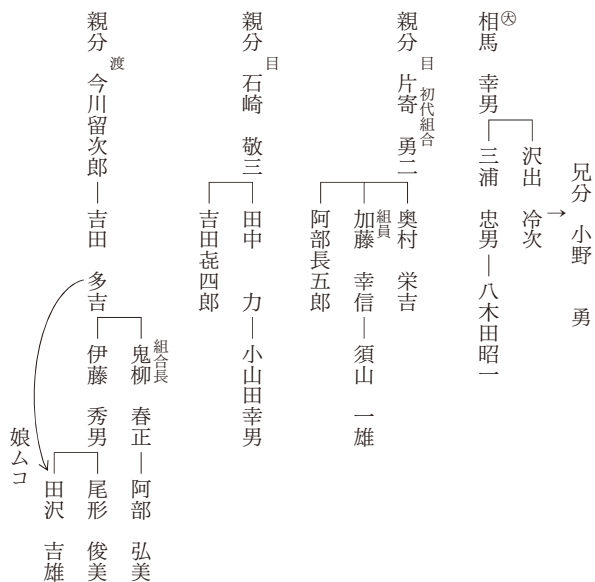 ㊛
相馬 幸男
沢出 冷次
兄分 小野 勇
三浦 忠男
八木田昭一
目 初代組合
親分 片寄 勇二
奥村 栄吉
組員
加藤 幸信
須山 一雄
阿部長五郎
目
親分 石崎 敬三
田中 力
小山田幸男
吉田㐂四郎
渡
親分 今川留次郎
吉田 多吉
組合長
鬼柳 春正
阿部 弘美
伊藤 秀男
尾形 俊美
田沢 吉雄
娘ムコ